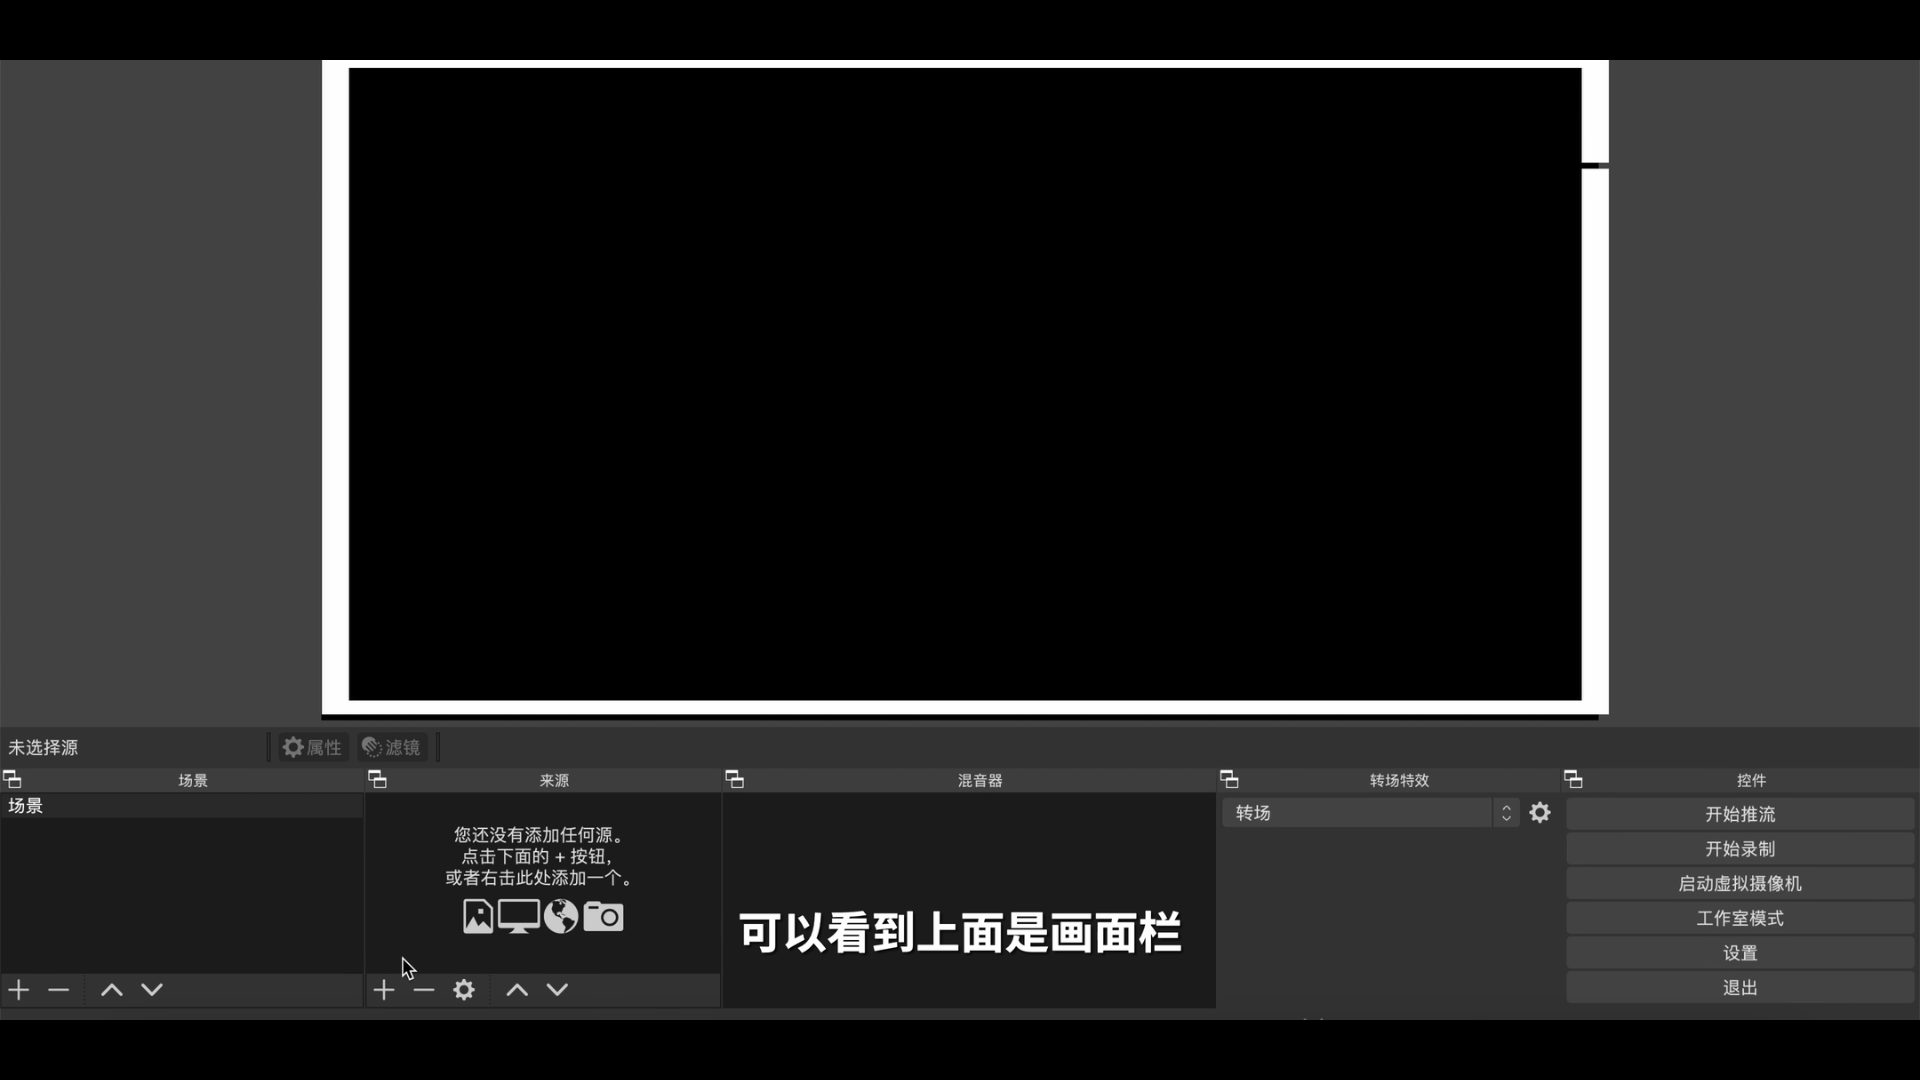 未选择源
属性
滤镜
场景
来源
混音器
转场特效
控件
场景
您还没有添加任何源。
点击下面的 + 按钮，
或者右击此处添加一个。
转场
开始推流
开始录制
启动虚拟摄像机
工作室模式
设置
退出
可以看到上面是画面栏